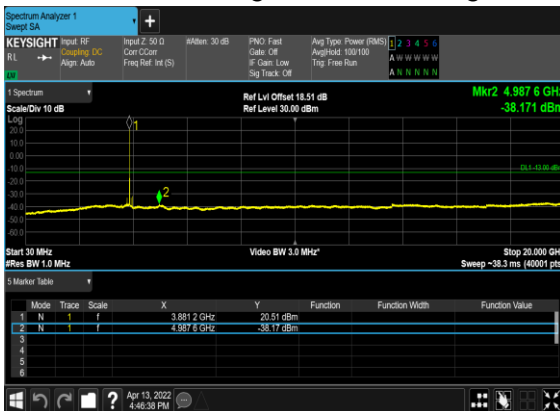 Spectrum Analyzer 1
Swept SA
+
KEYSIGHT Input: RF Input Z: 50 Ω #Atten: 30 dB PNO: Fast Avg Type: Power (RMS) 1 2 3 4 5 6
RL Coupling: DC Corr CCorr Gate: Off Avg|Hold: 100/100 A W W W W W
Align: Auto Freq Ref: Int (S) IF Gain: Low Trig: Free Run
Sig Track: Off A N N N N N
1 Spectrum Ref Lvl Offset 18.51 dB Mkr2 4.987 6 GHz
Scale/Div 10 dB Ref Level 30.00 dBm -38.171 dBm
Log
20.0 1
10.0
0.00
-10.0 DL1 -13.00 dBm
-20.0
-30.0 2
-40.0
-50.0
-60.0
Start 30 MHz Video BW 3.0 MHz* Stop 20.000 GH
#Res BW 1.0 MHz Sweep ~38.3 ms (40001 pts
5 Marker Table
Mode Trace Scale X Y Function Function Width Function Value
1 N 1 f 3.881 2 GHz 20.51 dBm
2 N 1 f 4.987 6 GHz -38.17 dBm
3
4
5
6
? Apr 13, 2022
4:46:38 PM